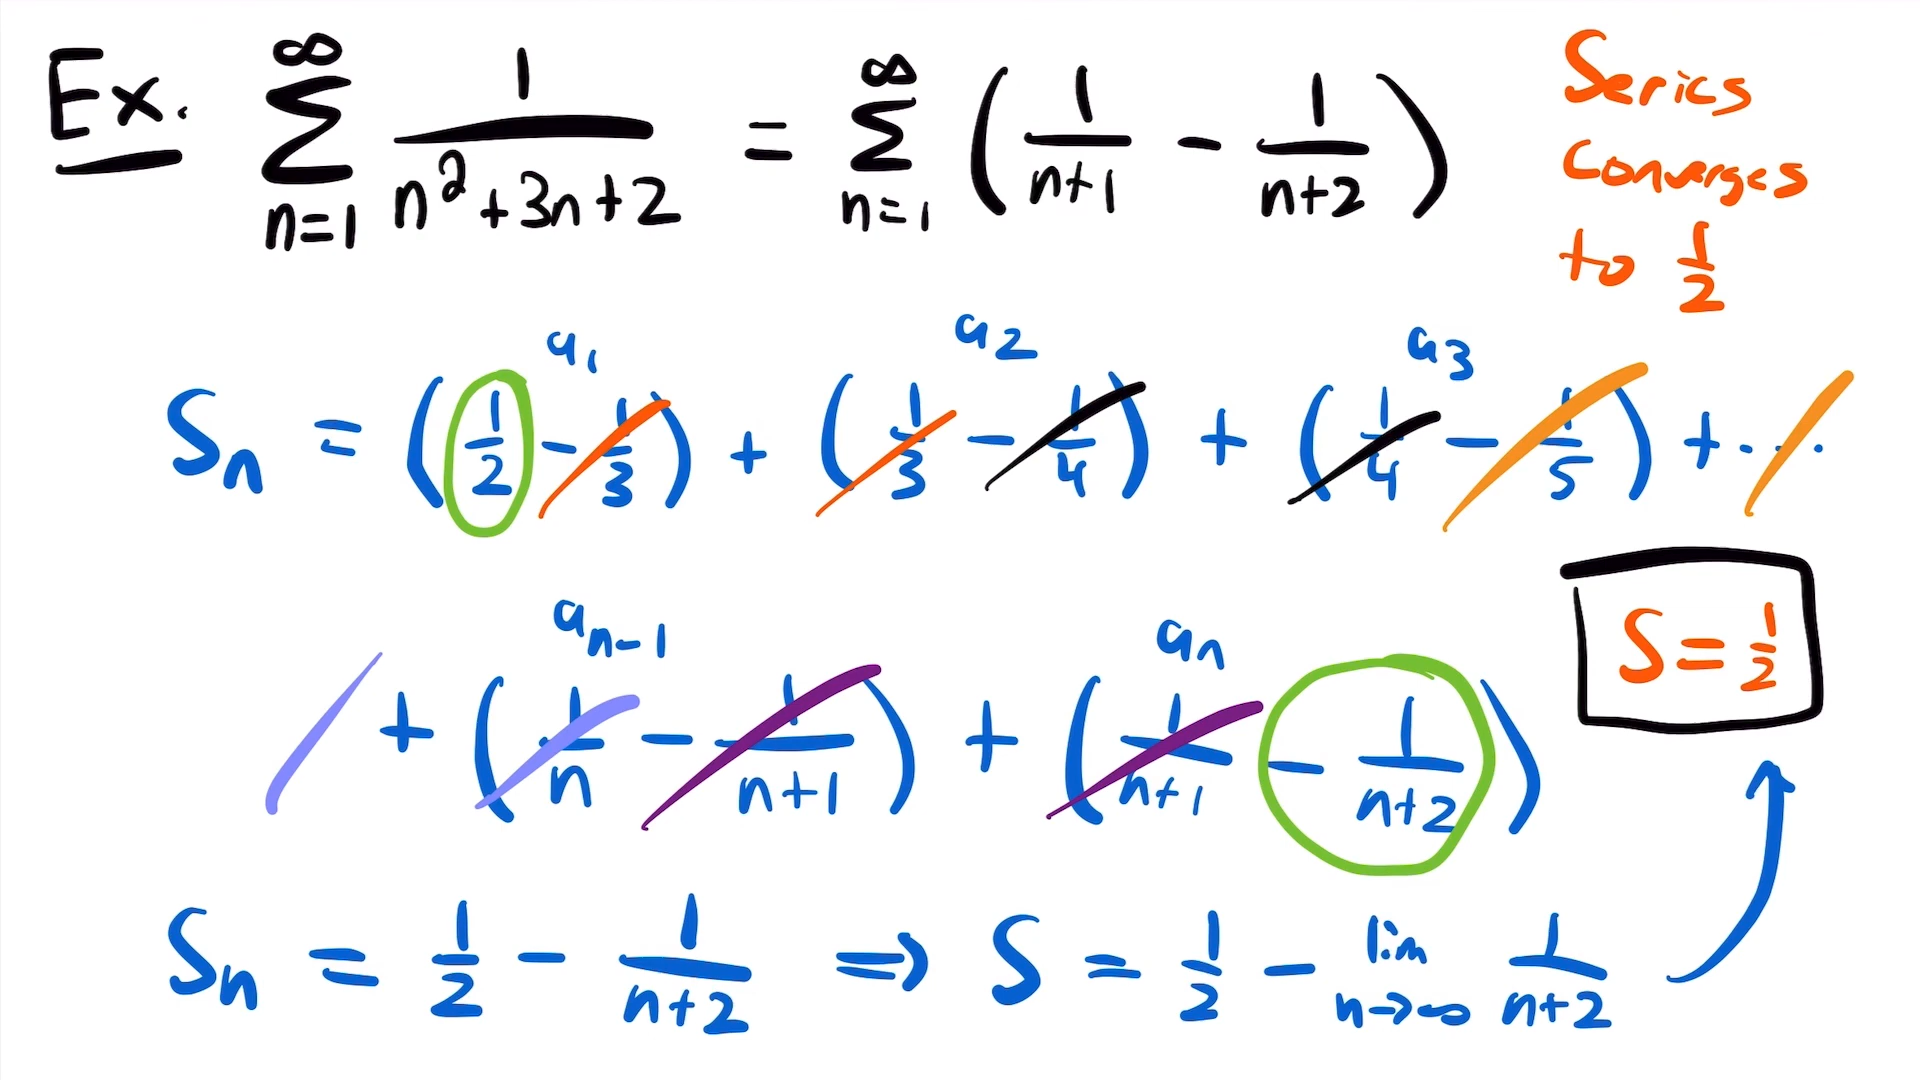 Ex. ∞∑n=1 1/(n²+3n+2) = ∞∑n=1 (1/(n+1) - 1/(n+2))
Series
Converges
to 1/2
a₁ a₂ a₃
Sₙ = (1/2 - 1/3) + (1/3 - 1/4) + (1/4 - 1/5) + ...
aₙ₋₁ aₙ
+ (1/n - 1/(n+1)) + (1/(n+1) - 1/(n+2))
S = 1/2
Sₙ = 1/2 - 1/(n+2) ⇒ S = 1/2 - lim n→∞ 1/(n+2)